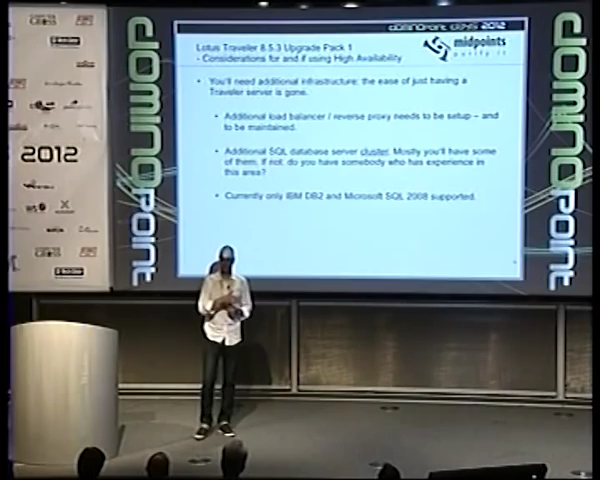 DOMINOPOINT DAYS 2012
Lotus Traveler 8.5.3 Upgrade Pack 1
- Considerations for and if using High Availability
midpoints
• You'll need additional infrastructure: the ease of just having a
Traveler server is gone.
• Additional load balancer / reverse proxy needs to be setup – and
to be maintained.
• Additional SQL database server cluster. Mostly you'll have some
of them. If not: do you have somebody who has experience in
this area?
• Currently only IBM DB2 and Microsoft SQL 2008 supported.
DOMINO
POINT
DOMINO
POINT
2012